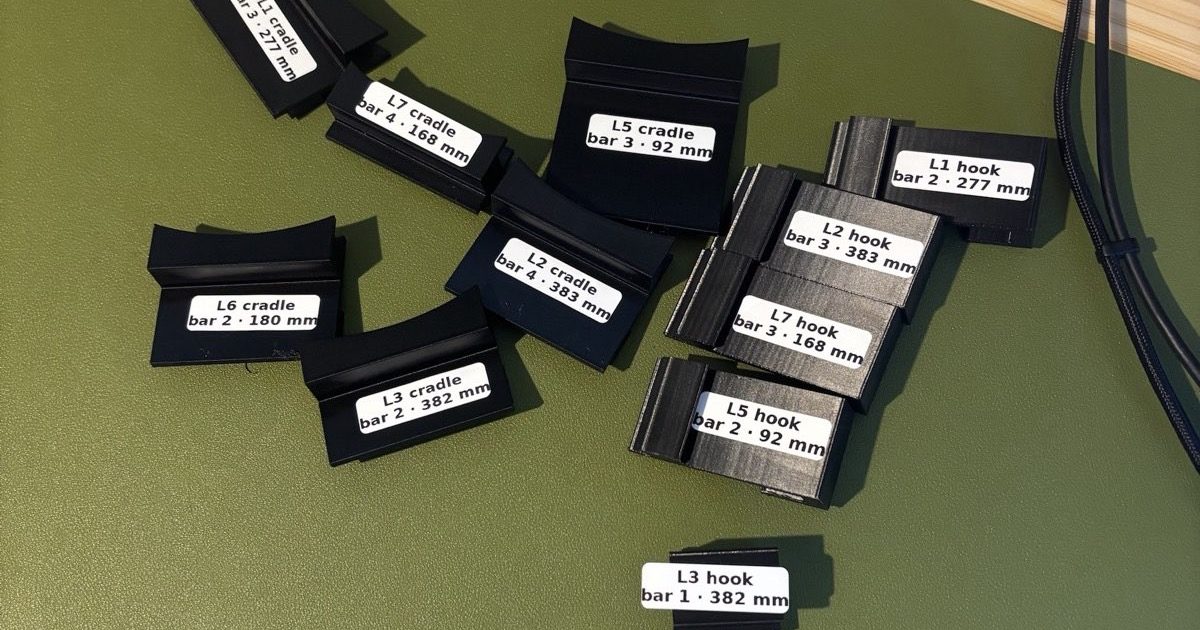 L1 cradle
bar 3 · 277 mm
L7 cradle
bar 4 · 168 mm
L5 cradle
bar 3 · 92 mm
L1 hook
bar 2 · 277 mm
L2 hook
bar 3 · 383 mm
L2 cradle
bar 4 · 383 mm
L6 cradle
bar 2 · 180 mm
L7 hook
bar 3 · 168 mm
L3 cradle
bar 2 · 382 mm
L5 hook
bar 2 · 92 mm
L3 hook
bar 1 · 382 mm